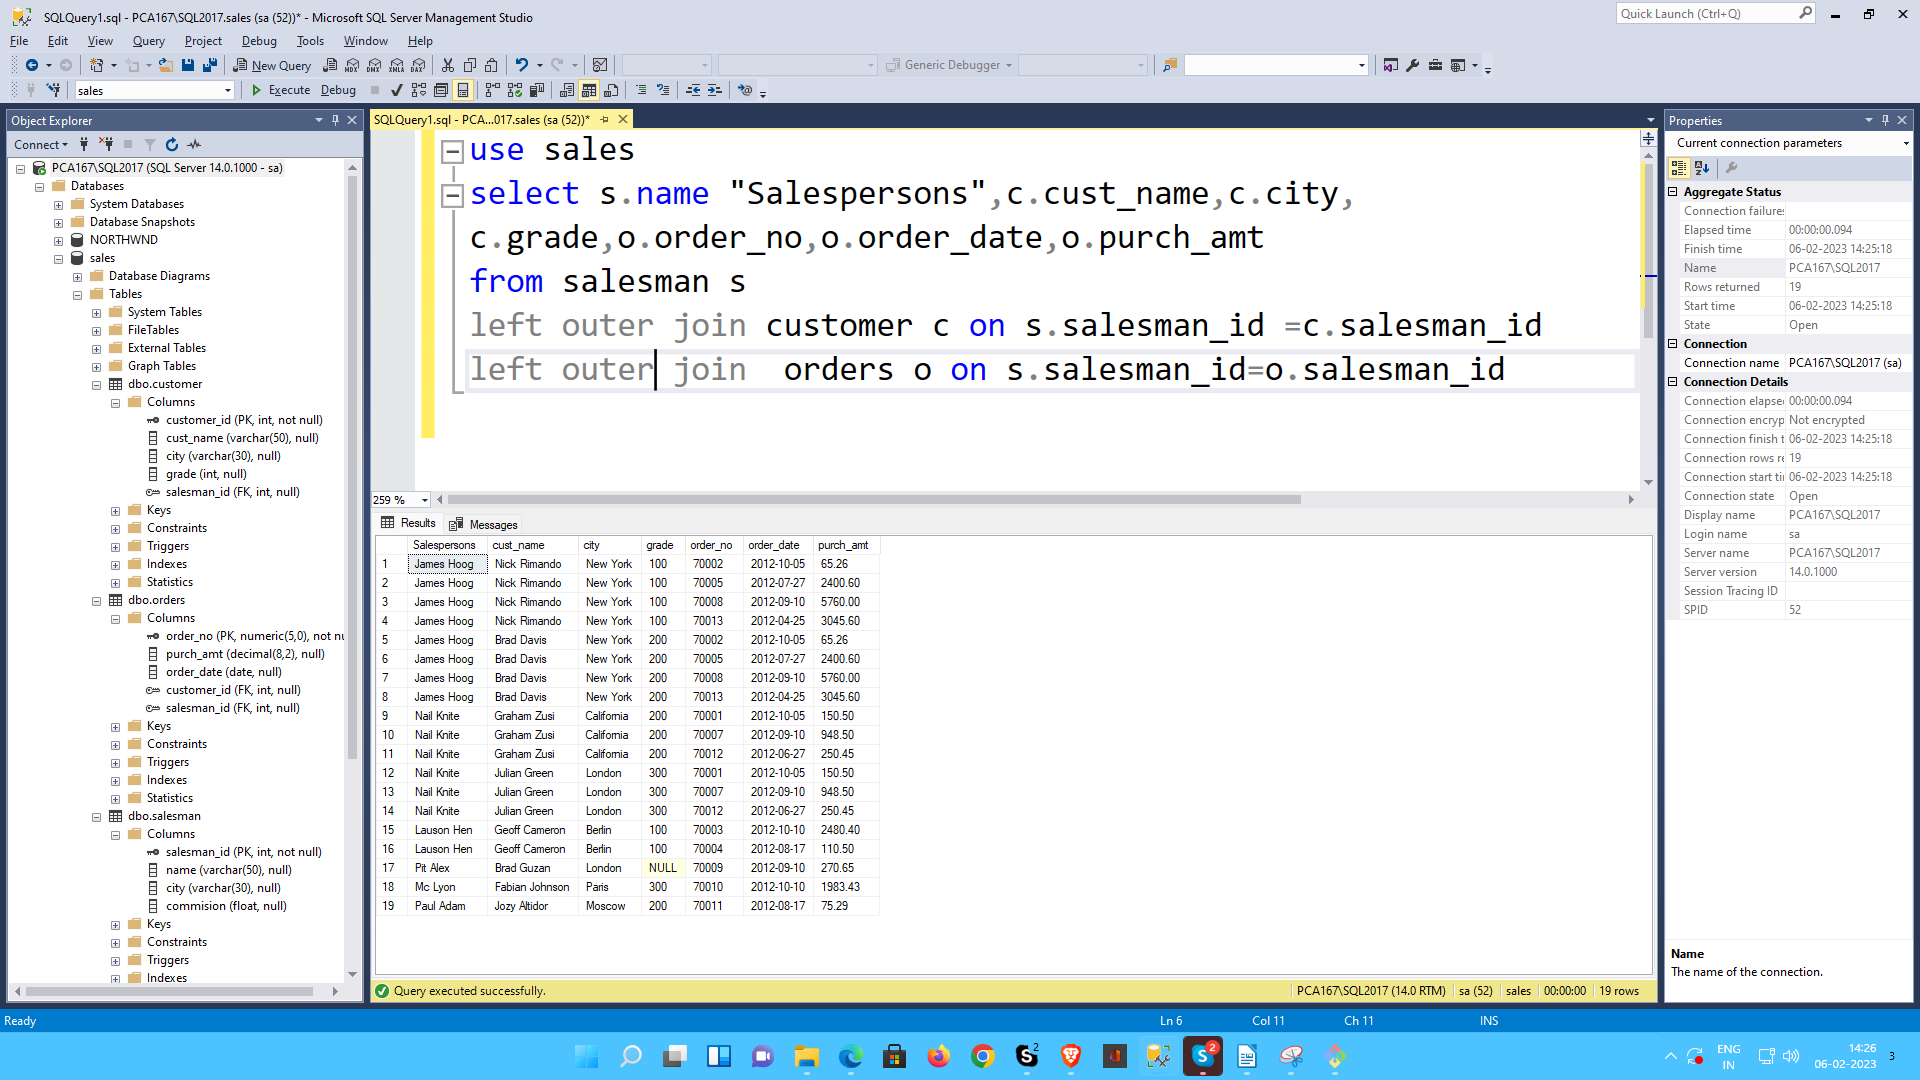 SQLQuery1.sql - PCA167\SQL2017.sales (sa (52))* - Microsoft SQL Server Management Studio
Quick Launch (Ctrl+Q)
File Edit View Query Project Debug Tools Window Help
New Query
MDX DMX XMLA DAX
Generic Debugger
sales
Execute Debug
Object Explorer
Connect
PCA167\SQL2017 (SQL Server 14.0.1000 - sa)
Databases
System Databases
Database Snapshots
NORTHWND
sales
Database Diagrams
Tables
System Tables
FileTables
External Tables
Graph Tables
dbo.customer
Columns
customer_id (PK, int, not null)
cust_name (varchar(50), null)
city (varchar(30), null)
grade (int, null)
salesman_id (FK, int, null)
Keys
Constraints
Triggers
Indexes
Statistics
dbo.orders
Columns
order_no (PK, numeric(5,0), not nu
purch_amt (decimal(8,2), null)
order_date (date, null)
customer_id (FK, int, null)
salesman_id (FK, int, null)
Keys
Constraints
Triggers
Indexes
Statistics
dbo.salesman
Columns
salesman_id (PK, int, not null)
name (varchar(50), null)
city (varchar(30), null)
commision (float, null)
Keys
Constraints
Triggers
Indexes
SQLQuery1.sql - PCA...017.sales (sa (52))*
use sales
select s.name "Salespersons",c.cust_name,c.city,
c.grade,o.order_no,o.order_date,o.purch_amt
from salesman s
left outer join customer c on s.salesman_id =c.salesman_id
left outer join  orders o on s.salesman_id=o.salesman_id
259 %
Results Messages
Salespersons cust_name city grade order_no order_date purch_amt
1 James Hoog Nick Rimando New York 100 70002 2012-10-05 65.26
2 James Hoog Nick Rimando New York 100 70005 2012-07-27 2400.60
3 James Hoog Nick Rimando New York 100 70008 2012-09-10 5760.00
4 James Hoog Nick Rimando New York 100 70013 2012-04-25 3045.60
5 James Hoog Brad Davis New York 200 70002 2012-10-05 65.26
6 James Hoog Brad Davis New York 200 70005 2012-07-27 2400.60
7 James Hoog Brad Davis New York 200 70008 2012-09-10 5760.00
8 James Hoog Brad Davis New York 200 70013 2012-04-25 3045.60
9 Nail Knite Graham Zusi California 200 70001 2012-10-05 150.50
10 Nail Knite Graham Zusi California 200 70007 2012-09-10 948.50
11 Nail Knite Graham Zusi California 200 70012 2012-06-27 250.45
12 Nail Knite Julian Green London 300 70001 2012-10-05 150.50
13 Nail Knite Julian Green London 300 70007 2012-09-10 948.50
14 Nail Knite Julian Green London 300 70012 2012-06-27 250.45
15 Lauson Hen Geoff Cameron Berlin 100 70003 2012-10-10 2480.40
16 Lauson Hen Geoff Cameron Berlin 100 70004 2012-08-17 110.50
17 Pit Alex Brad Guzan London NULL 70009 2012-09-10 270.65
18 Mc Lyon Fabian Johnson Paris 300 70010 2012-10-10 1983.43
19 Paul Adam Jozy Altidor Moscow 200 70011 2012-08-17 75.29
Query executed successfully. PCA167\SQL2017 (14.0 RTM) sa (52) sales 00:00:00 19 rows
Properties
Current connection parameters
Aggregate Status
Connection failures
Elapsed time 00:00:00.094
Finish time 06-02-2023 14:25:18
Name PCA167\SQL2017
Rows returned 19
Start time 06-02-2023 14:25:18
State Open
Connection
Connection name PCA167\SQL2017 (sa)
Connection Details
Connection elapse 00:00:00.094
Connection encryp Not encrypted
Connection finish t 06-02-2023 14:25:18
Connection rows re 19
Connection start ti 06-02-2023 14:25:18
Connection state Open
Display name PCA167\SQL2017
Login name sa
Server name PCA167\SQL2017
Server version 14.0.1000
Session Tracing ID
SPID 52
Name
The name of the connection.
Ready Ln 6 Col 11 Ch 11 INS
2
2
ENG
IN
14:26
06-02-2023
3